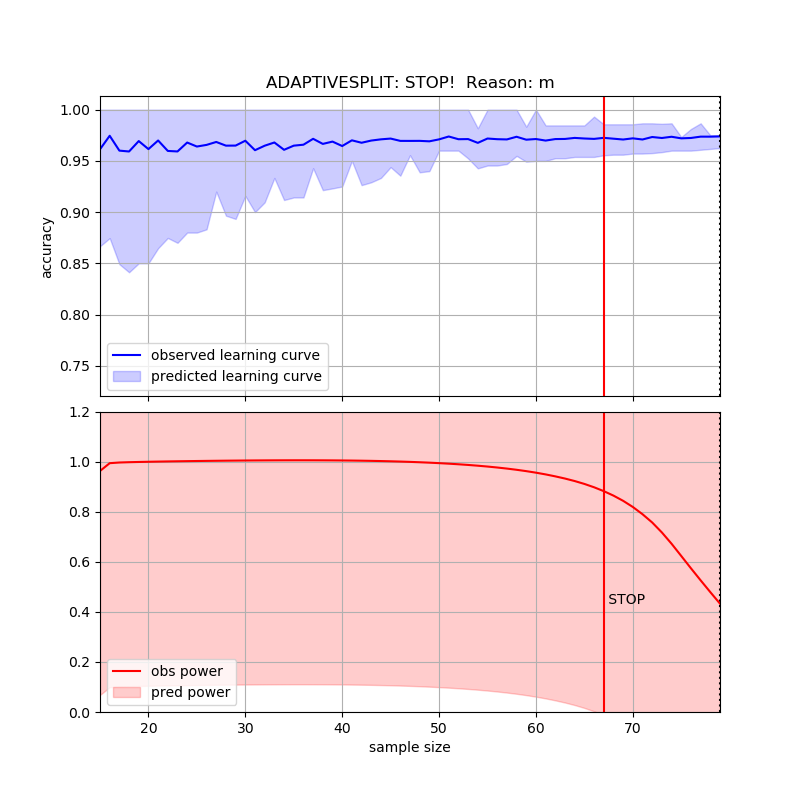 ADAPTIVESPLIT: STOP!  Reason: m
1.00
0.95
0.90
0.85
0.80
0.75
accuracy
observed learning curve
predicted learning curve
1.2
1.0
0.8
0.6
0.4
0.2
0.0
STOP
obs power
pred power
20
30
40
50
60
70
sample size